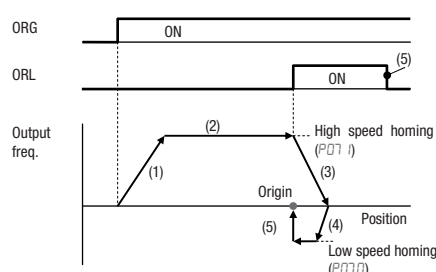 ORG
ON
ORL
ON
(5)
Output
freq.
(2)
High speed homing
(P071)
(1)
(3)
Origin
Position
(5)
(4)
Low speed homing
(P070)